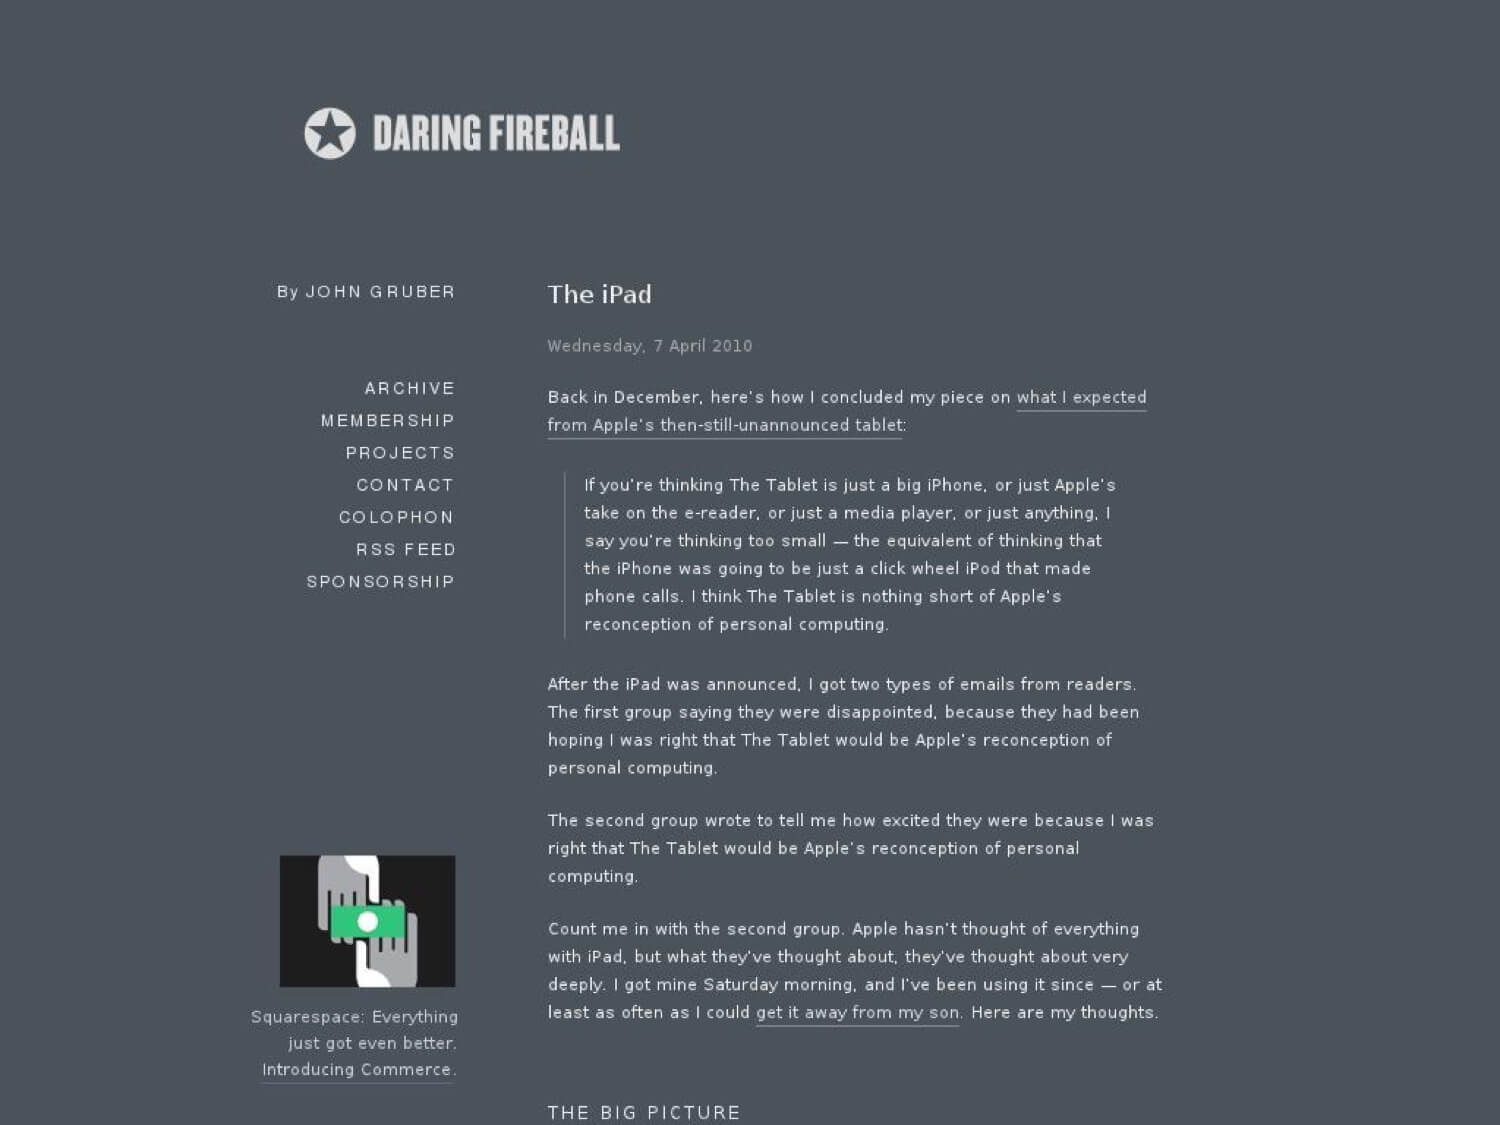 DARING FIREBALL
By JOHN GRUBER
ARCHIVE
MEMBERSHIP
PROJECTS
CONTACT
COLOPHON
RSS FEED
SPONSORSHIP
Squarespace: Everything
just got even better.
Introducing Commerce.
The iPad
Wednesday, 7 April 2010
Back in December, here's how I concluded my piece on what I expected
from Apple's then-still-unannounced tablet:
If you're thinking The Tablet is just a big iPhone, or just Apple's
take on the e-reader, or just a media player, or just anything, I
say you're thinking too small — the equivalent of thinking that
the iPhone was going to be just a click wheel iPod that made
phone calls. I think The Tablet is nothing short of Apple's
reconception of personal computing.
After the iPad was announced, I got two types of emails from readers.
The first group saying they were disappointed, because they had been
hoping I was right that The Tablet would be Apple's reconception of
personal computing.
The second group wrote to tell me how excited they were because I was
right that The Tablet would be Apple's reconception of personal
computing.
Count me in with the second group. Apple hasn't thought of everything
with iPad, but what they've thought about, they've thought about very
deeply. I got mine Saturday morning, and I've been using it since — or at
least as often as I could get it away from my son. Here are my thoughts.
THE BIG PICTURE